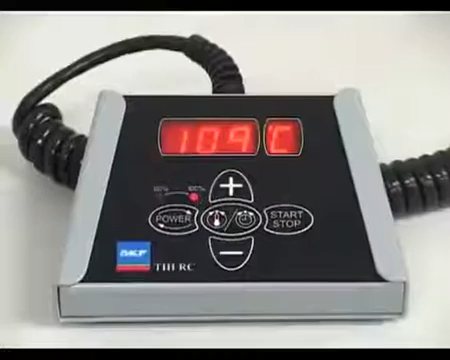 109 C
50% 100%
+
POWER / START
STOP
−
SKF TIH RC